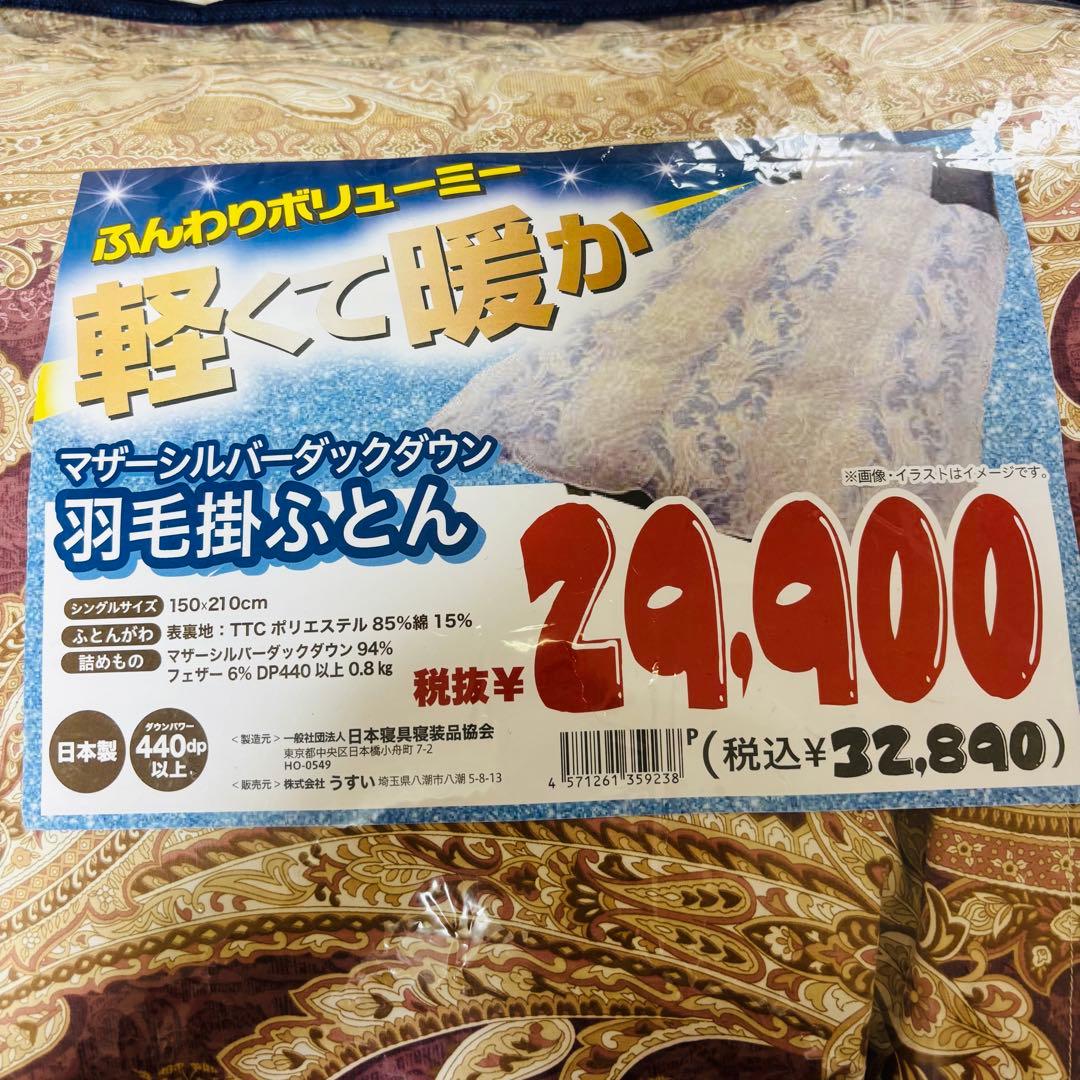 ふんわりボリューミー
軽くて暖か
マザーシルバーダックダウン
羽毛掛ふとん
※画像・イラストはイメージです。
シングルサイズ 150×210cm
ふとんがわ 表裏地：TTC ポリエステル 85%綿 15%
詰めもの マザーシルバーダックダウン 94%
フェザー 6% DP440 以上 0.8㎏
税抜¥29,900
(税込¥32,890)
日本製
ダウンパワー
440dp
以上
＜製造元＞一般社団法人 日本寝具寝装品協会
東京都中央区日本橋小舟町 7-2
HO-0549
＜販売元＞株式会社 うすい 埼玉県八潮市八潮 5-8-13
P
4 571261 359238